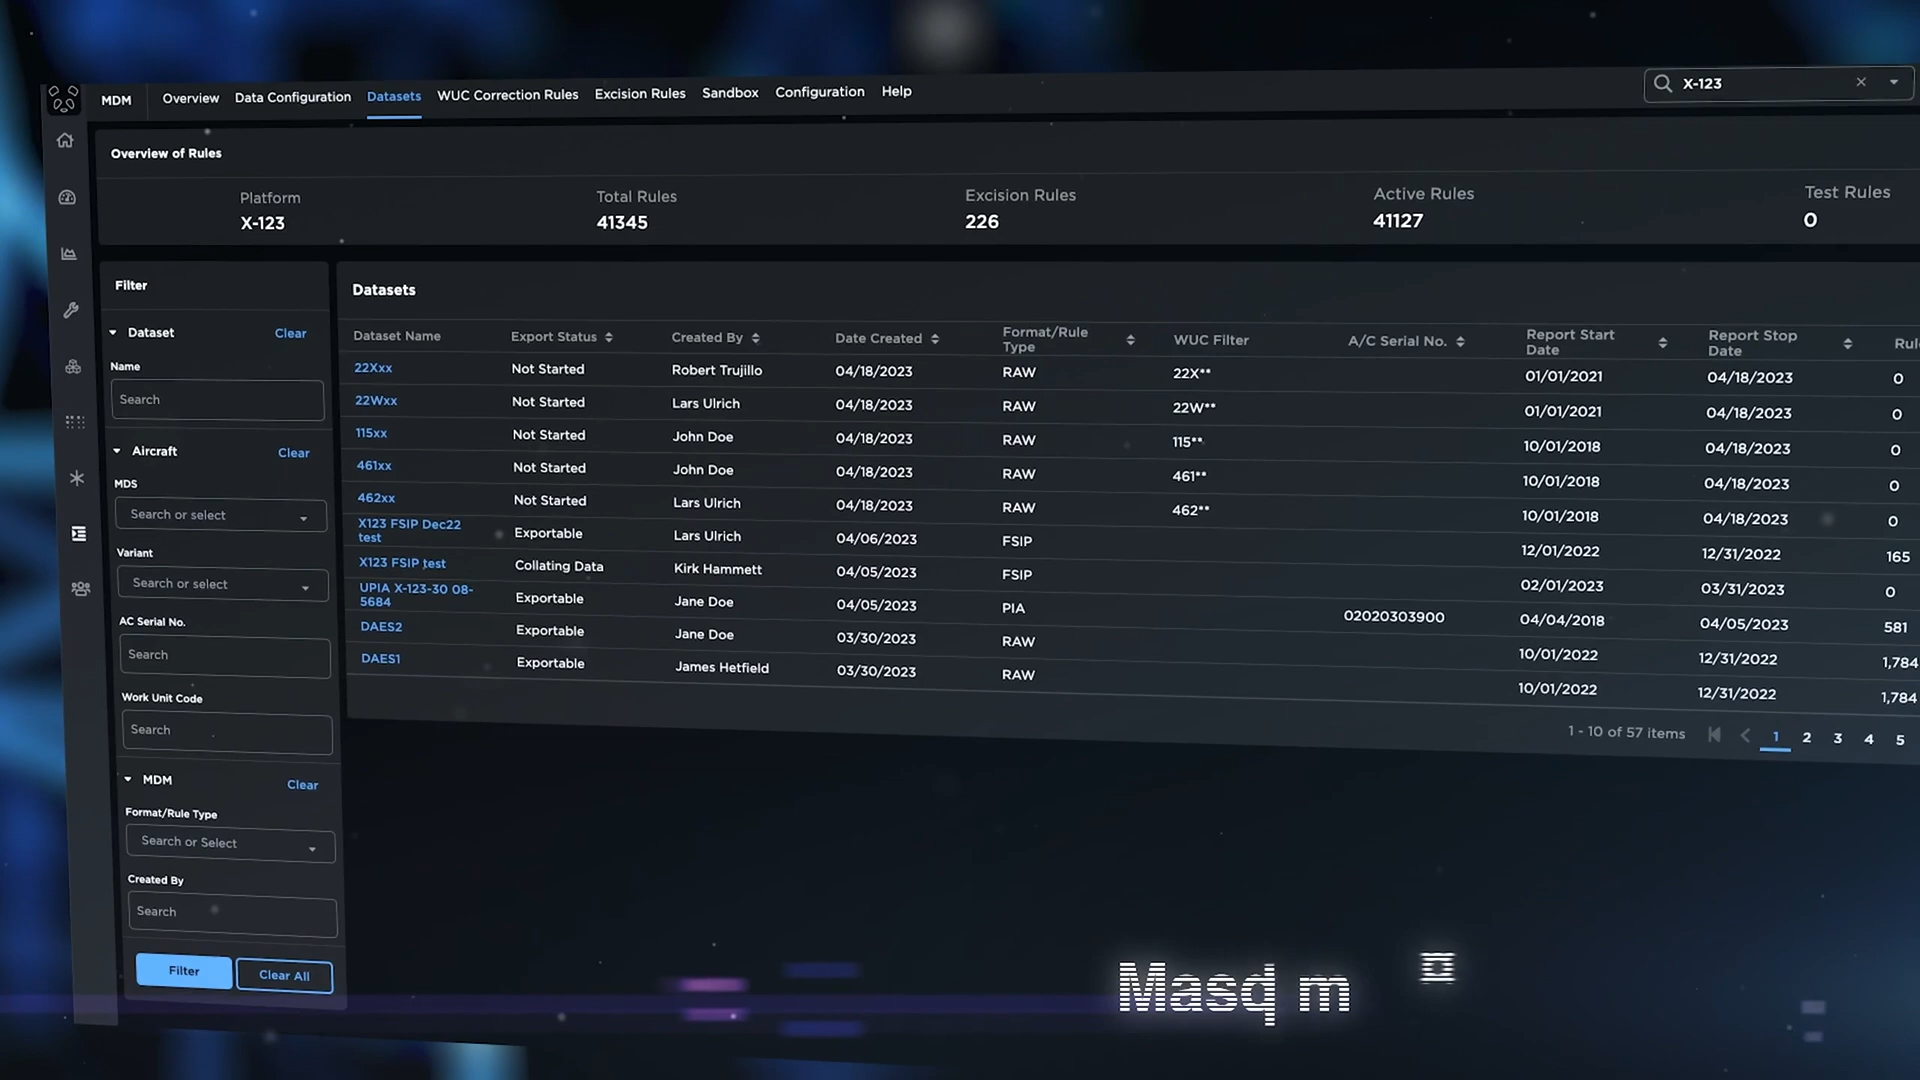 MDM Overview Data Configuration Datasets WUC Correction Rules Excision Rules Sandbox Configuration Help X-123
Overview of Rules
Platform Total Rules Excision Rules Active Rules Test Rules
X-123 41345 226 41127 0
Filter
Dataset Clear
Name
Search
Aircraft Clear
MDS
Search or select
Variant
Search or select
AC Serial No.
Search
Work Unit Code
Search
MDM Clear
Format/Rule Type
Search or Select
Created By
Search
Filter Clear All
Datasets
Dataset Name Export Status Created By Date Created Format/Rule Type WUC Filter A/C Serial No. Report Start Date Report Stop Date
22Xxx Not Started Robert Trujillo 04/18/2023 RAW 22X** 01/01/2021 04/18/2023 0
22Wxx Not Started Lars Ulrich 04/18/2023 RAW 22W** 01/01/2021 04/18/2023 0
115xx Not Started John Doe 04/18/2023 RAW 115** 10/01/2018 04/18/2023 0
461xx Not Started John Doe 04/18/2023 RAW 461** 10/01/2018 04/18/2023 0
462xx Not Started Lars Ulrich 04/18/2023 RAW 462** 10/01/2018 04/18/2023 0
X123 FSIP Dec22 test Exportable Lars Ulrich 04/06/2023 FSIP 12/01/2022 12/31/2022 165
X123 FSIP test Collating Data Kirk Hammett 04/05/2023 FSIP 02/01/2023 03/31/2023 0
UPIA X-123-30 08-5684 Exportable Jane Doe 04/05/2023 PIA 02020303900 04/04/2018 04/05/2023 581
DAES2 Exportable Jane Doe 03/30/2023 RAW 10/01/2022 12/31/2022 1,784
DAES1 Exportable James Hetfield 03/30/2023 RAW 10/01/2022 12/31/2022 1,784
1 - 10 of 57 items 1 2 3 4 5
Masq m